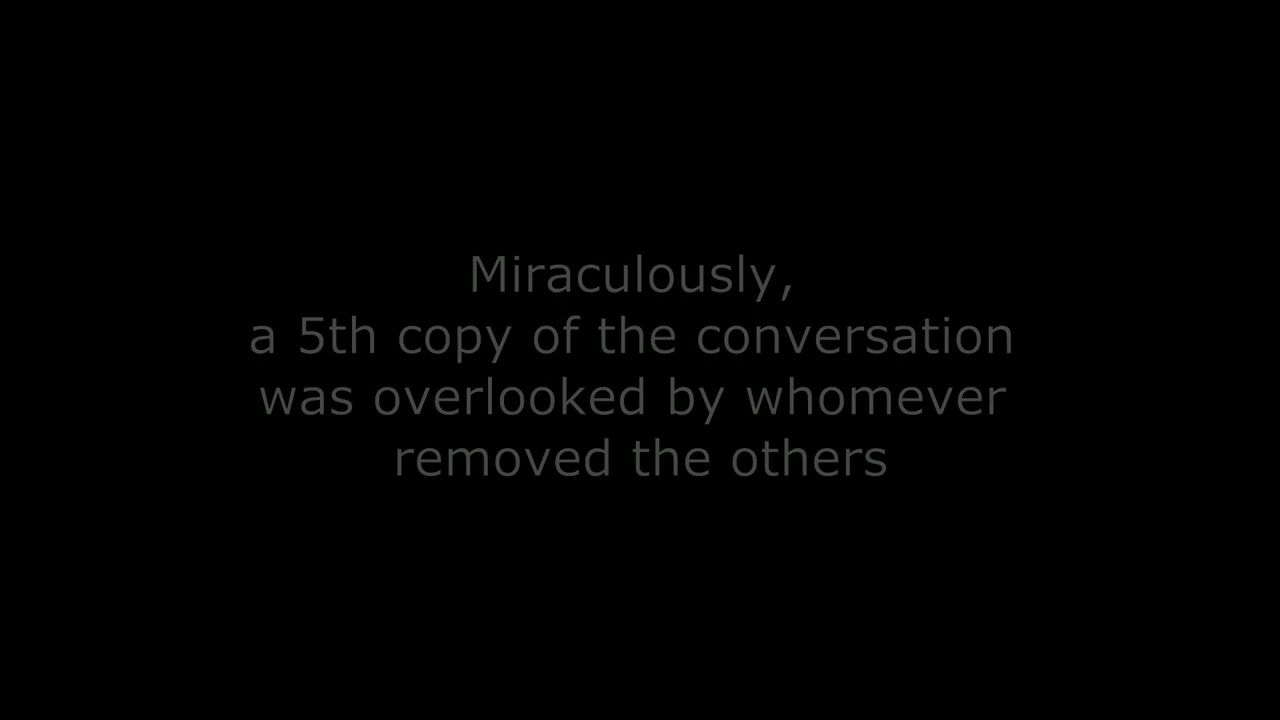 Miraculously,
a 5th copy of the conversation
was overlooked by whomever
removed the others